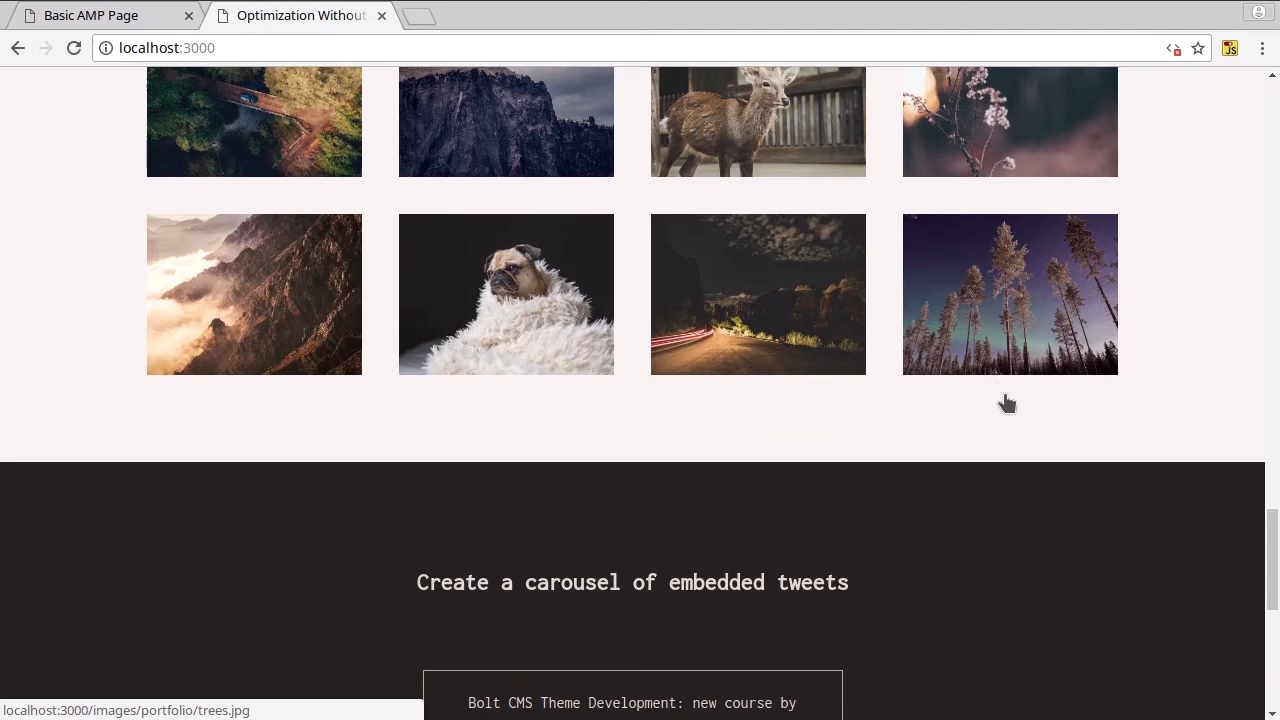 Basic AMP Page
Optimization Without
localhost:3000
JS
Create a carousel of embedded tweets
Bolt CMS Theme Development: new course by
localhost:3000/images/portfolio/trees.jpg